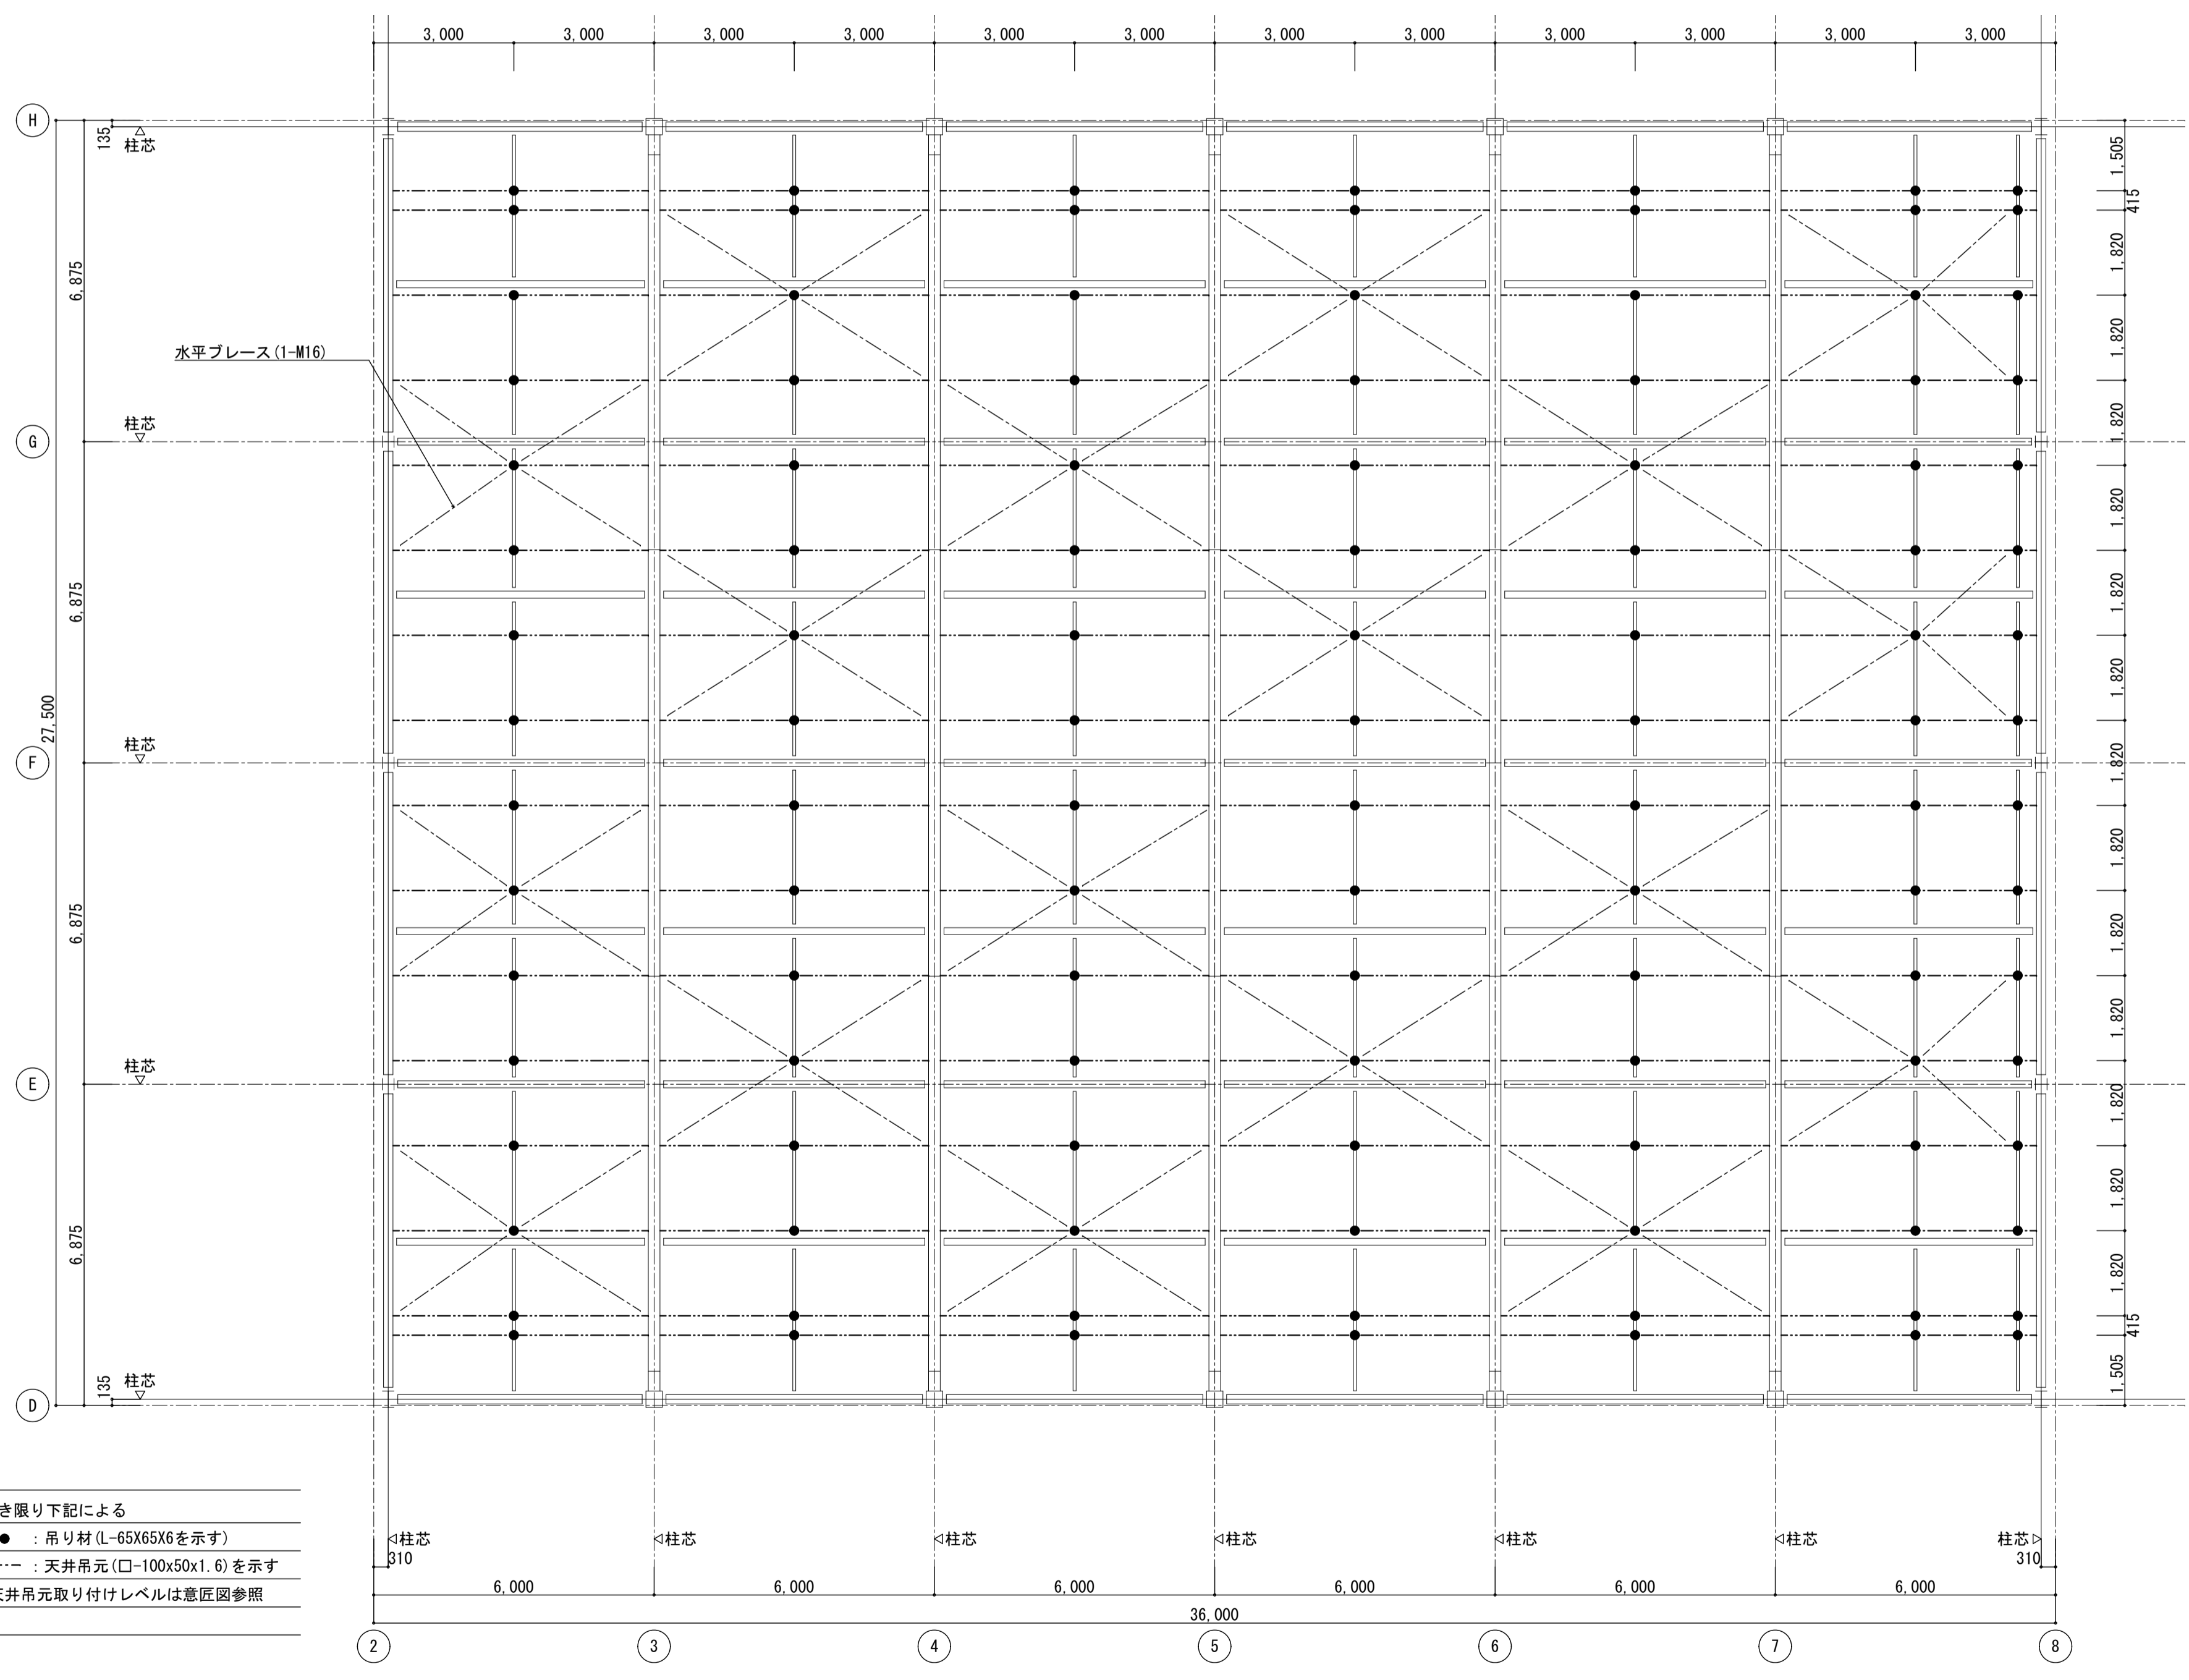 3,000 3,000 3,000 3,000 3,000 3,000 3,000 3,000 3,000 3,000 3,000 3,000
H
135
柱芯
1,505
415
6,875
1,820
水平ブレース(1-M16)
1,820
G
柱芯
1,820
1,820
6,875
1,820
1,820
27,500
F
柱芯
1,820
1,820
6,875
1,820
1,820
E
柱芯
1,820
1,820
6,875
1,820
415
D
135
柱芯
1,505
き限り下記による
● : 吊り材(L-65X65X6を示す)
: 天井吊元(□-100x50x1.6)を示す
天井吊元取り付けレベルは意匠図参照
柱芯 柱芯 柱芯 柱芯 柱芯 柱芯 柱芯
310 310
6,000 6,000 6,000 6,000 6,000 6,000
36,000
2 3 4 5 6 7 8